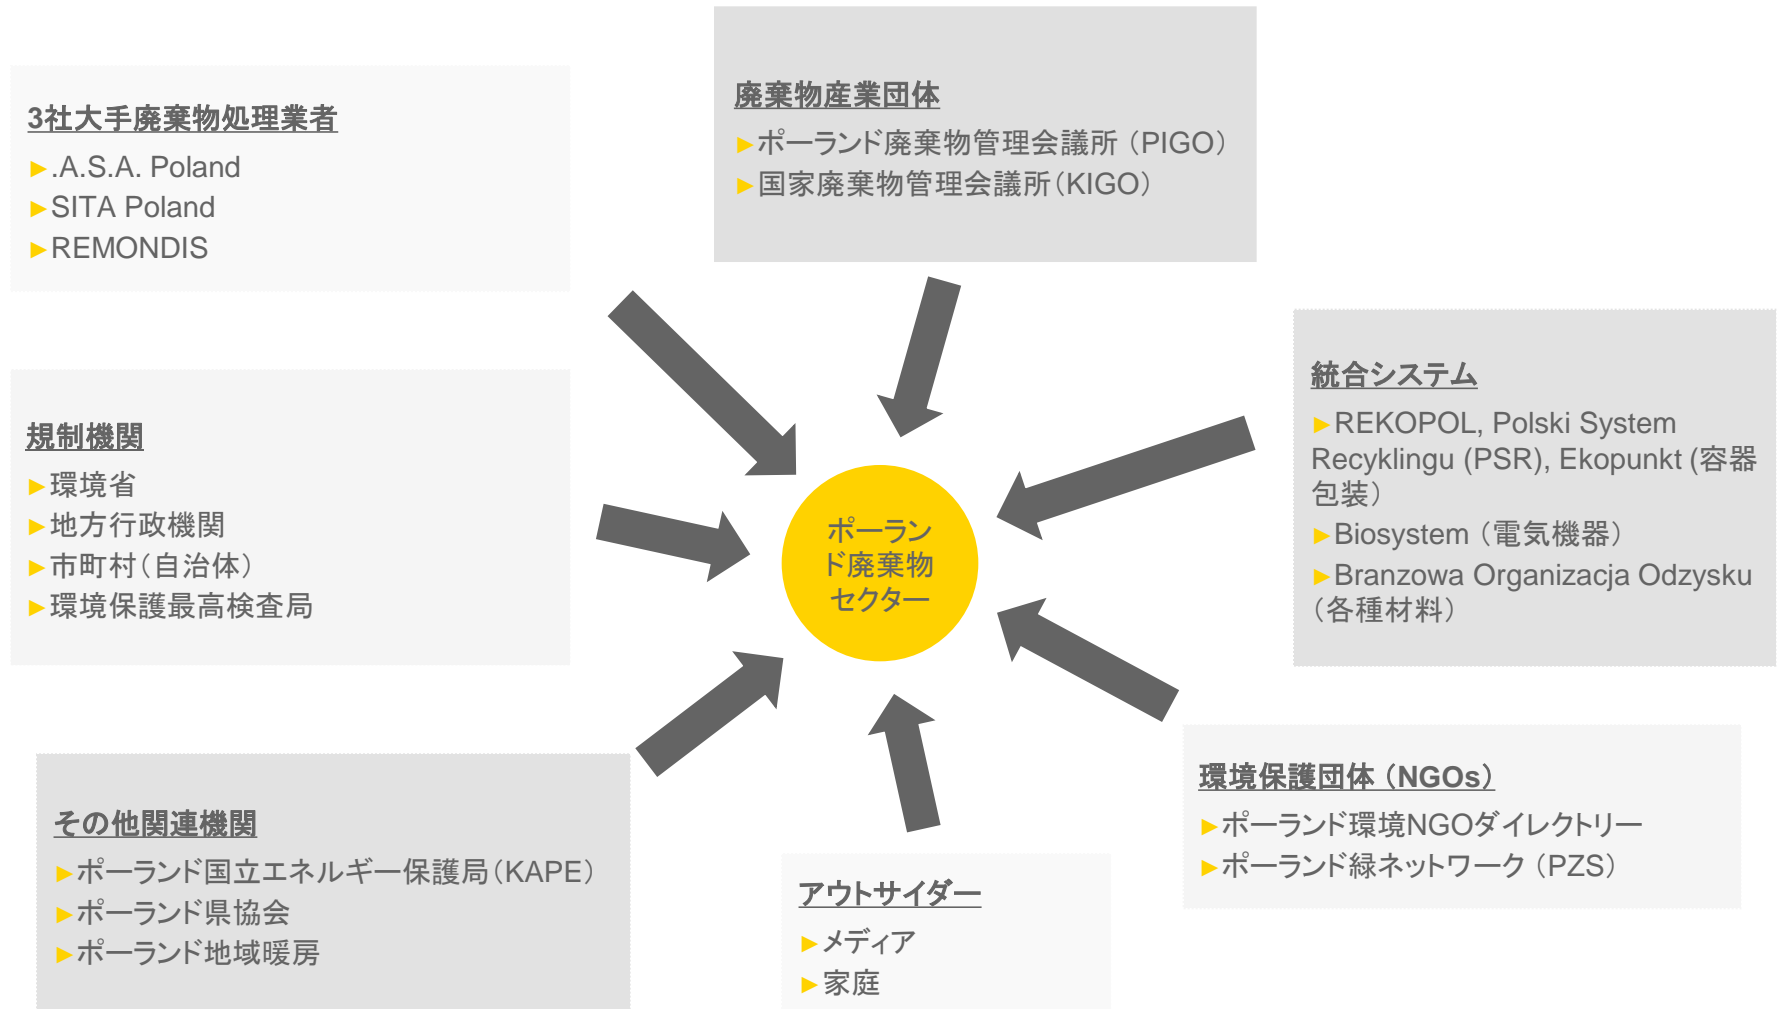 3社大手廃棄物処理業者
►.A.S.A. Poland
►SITA Poland
►REMONDIS
廃棄物産業団体
►ポーランド廃棄物管理会議所（PIGO）
►国家廃棄物管理会議所（KIGO）
統合システム
►REKOPOL, Polski System
Recyklingu (PSR), Ekopunkt (容器
包装）
►Biosystem（電気機器）
►Branzowa Organizacja Odzysku
（各種材料）
規制機関
►環境省
►地方行政機関
►市町村（自治体）
►環境保護最高検査局
ポーラン
ド廃棄物
セクター
その他関連機関
►ポーランド国立エネルギー保護局（KAPE）
►ポーランド県協会
►ポーランド地域暖房
アウトサイダー
►メディア
►家庭
環境保護団体（NGOs）
►ポーランド環境NGOダイレクトリー
►ポーランド緑ネットワーク（PZS）